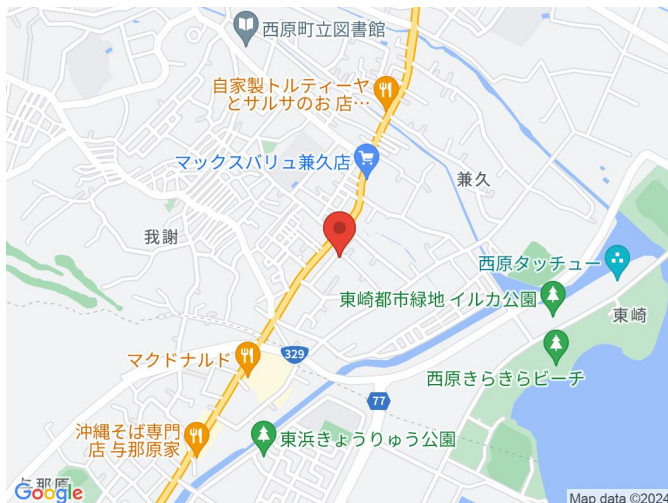 西原町立図書館
自家製トルティーヤ
とサルサのお 店…
マックスバリュ兼久店
兼久
我謝
西原タッチュー
東崎都市緑地 イルカ公園
東崎
329
マクドナルド
西原きらきらビーチ
77
沖縄そば専門
店 与那原家
東浜きょうりゅう公園
与那原
Google
Map data ©2024